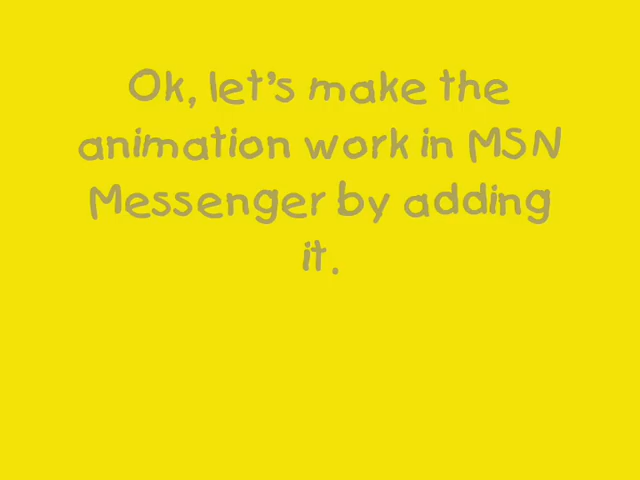 Ok, let's make the
animation work in MSN
Messenger by adding
it.